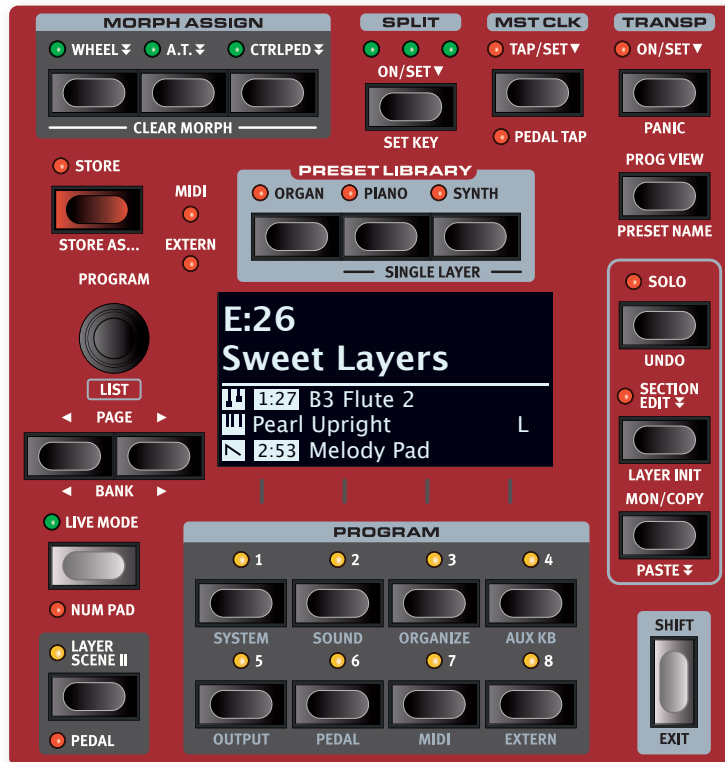 MORPH ASSIGN
WHEEL A.T. CTRLPED
CLEAR MORPH
SPLIT
ON/SET▼
SET KEY
MST CLK
TAP/SET▼
PEDAL TAP
TRANSP
ON/SET▼
PANIC
STORE
STORE AS...
MIDI
EXTERN
PRESET LIBRARY
ORGAN PIANO SYNTH
SINGLE LAYER
PROG VIEW
PRESET NAME
PROGRAM
LIST
◄ PAGE ►
◄ BANK ►
E:26
Sweet Layers
1:27 B3 Flute 2
Pearl Upright L
2:53 Melody Pad
SOLO
UNDO
SECTION
EDIT
LAYER INIT
MON/COPY
PASTE
LIVE MODE
NUM PAD
LAYER
SCENE II
PEDAL
PROGRAM
1 2 3 4
SYSTEM SOUND ORGANIZE AUX KB
5 6 7 8
OUTPUT PEDAL MIDI EXTERN
SHIFT
EXIT